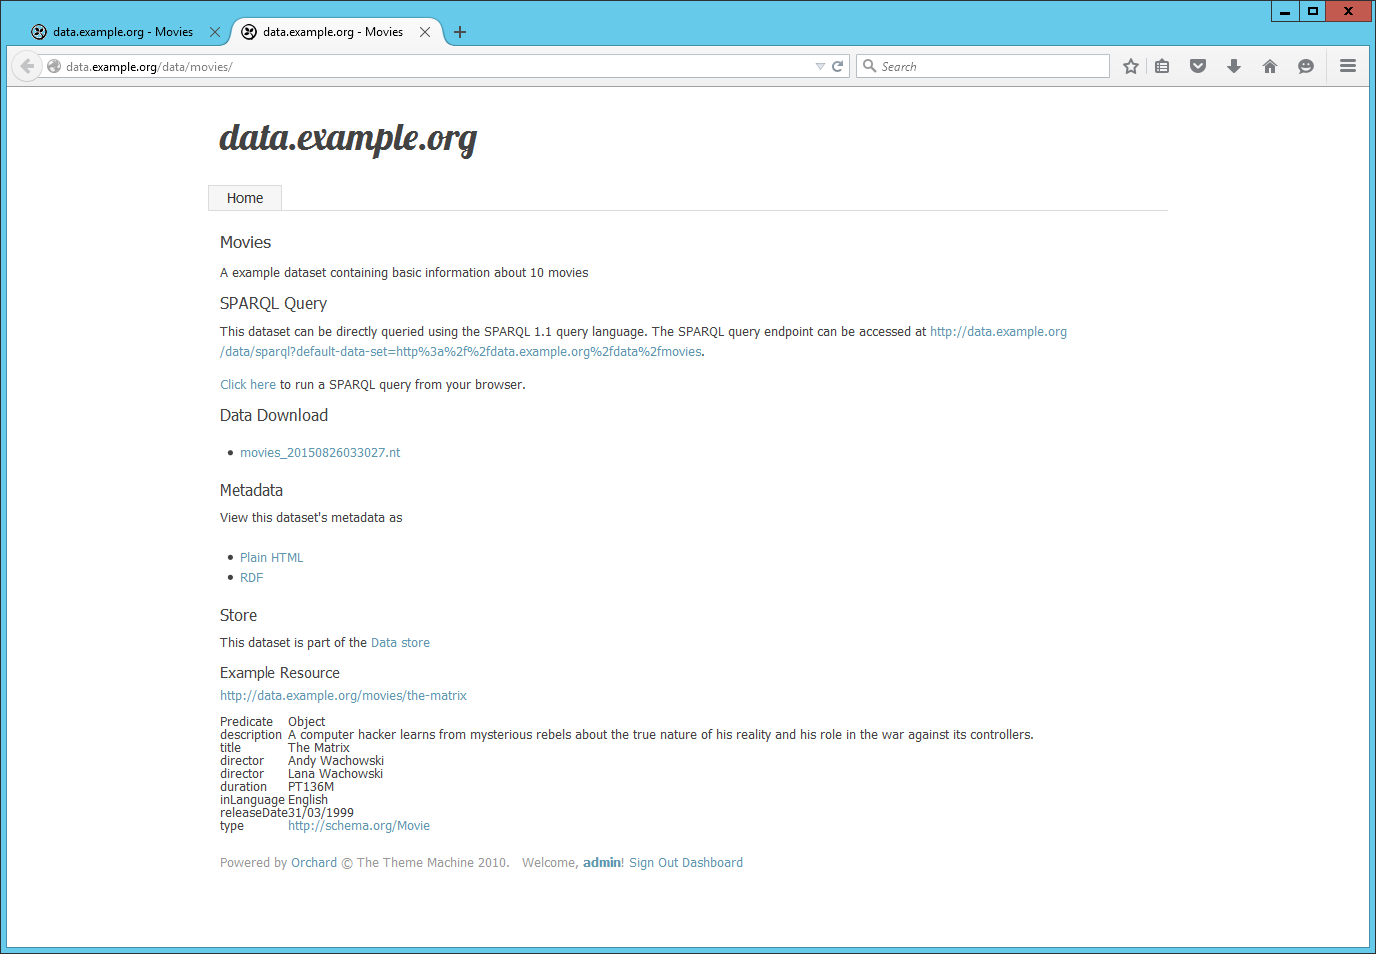 data.example.org - Movies
data.example.org - Movies
data.example.org/data/movies/
Search
data.example.org
Home
Movies
A example dataset containing basic information about 10 movies
SPARQL Query
This dataset can be directly queried using the SPARQL 1.1 query language. The SPARQL query endpoint can be accessed at http://data.example.org
/data/sparql?default-data-set=http%3a%2f%2fdata.example.org%2fdata%2fmovies.
Click here to run a SPARQL query from your browser.
Data Download
• movies_20150826033027.nt
Metadata
View this dataset's metadata as
• Plain HTML
• RDF
Store
This dataset is part of the Data store
Example Resource
http://data.example.org/movies/the-matrix
Predicate Object
description A computer hacker learns from mysterious rebels about the true nature of his reality and his role in the war against its controllers.
title The Matrix
director Andy Wachowski
director Lana Wachowski
duration PT136M
inLanguage English
releaseDate 31/03/1999
type http://schema.org/Movie
Powered by Orchard © The Theme Machine 2010. Welcome, admin! Sign Out Dashboard